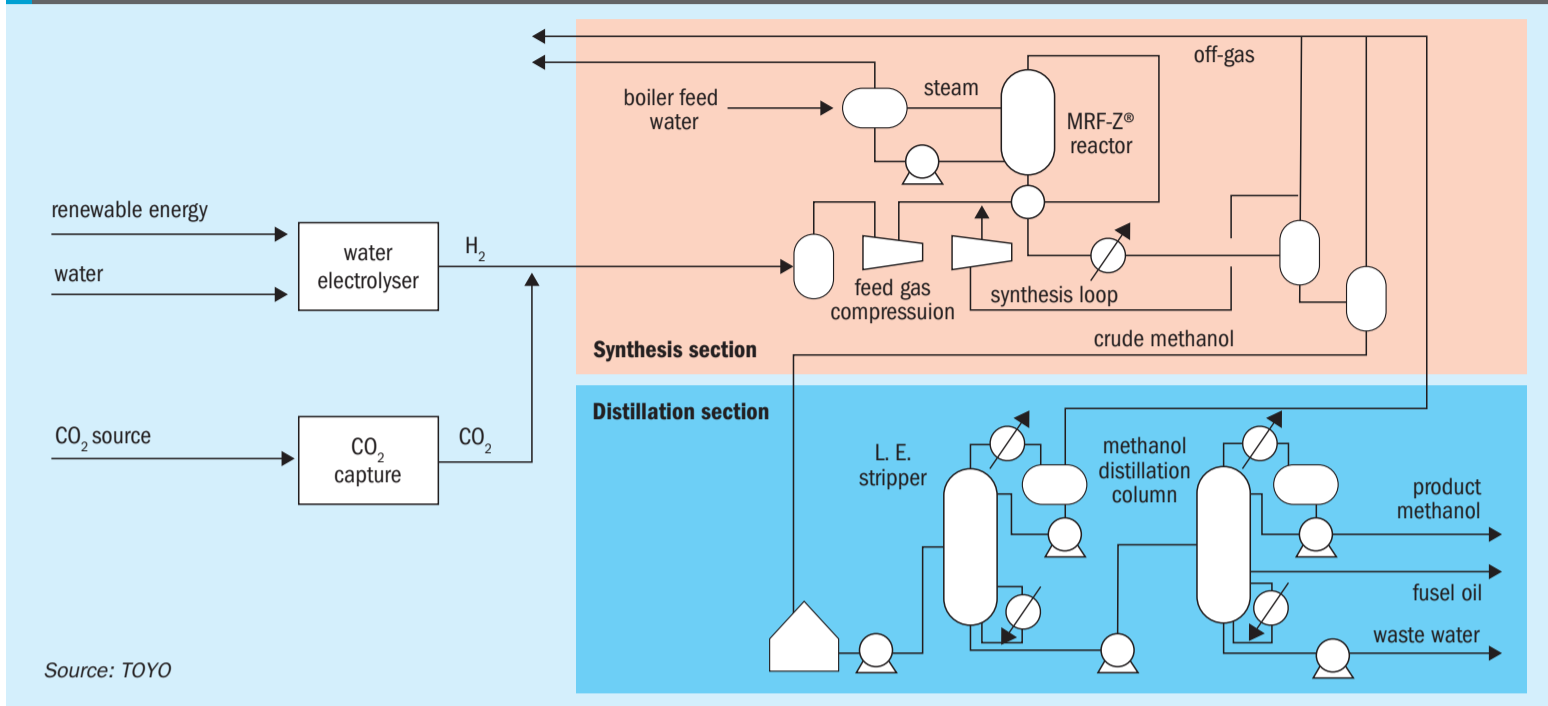 off-gas
boiler feed
water
steam
MRF-Z®
reactor
renewable energy
water
water
electrolyser
H2
feed gas
compressuion
synthesis loop
crude methanol
Synthesis section
Distillation section
CO2 source
CO2
capture
CO2
L. E.
stripper
methanol
distillation
column
product
methanol
fusel oil
waste water
Source: TOYO